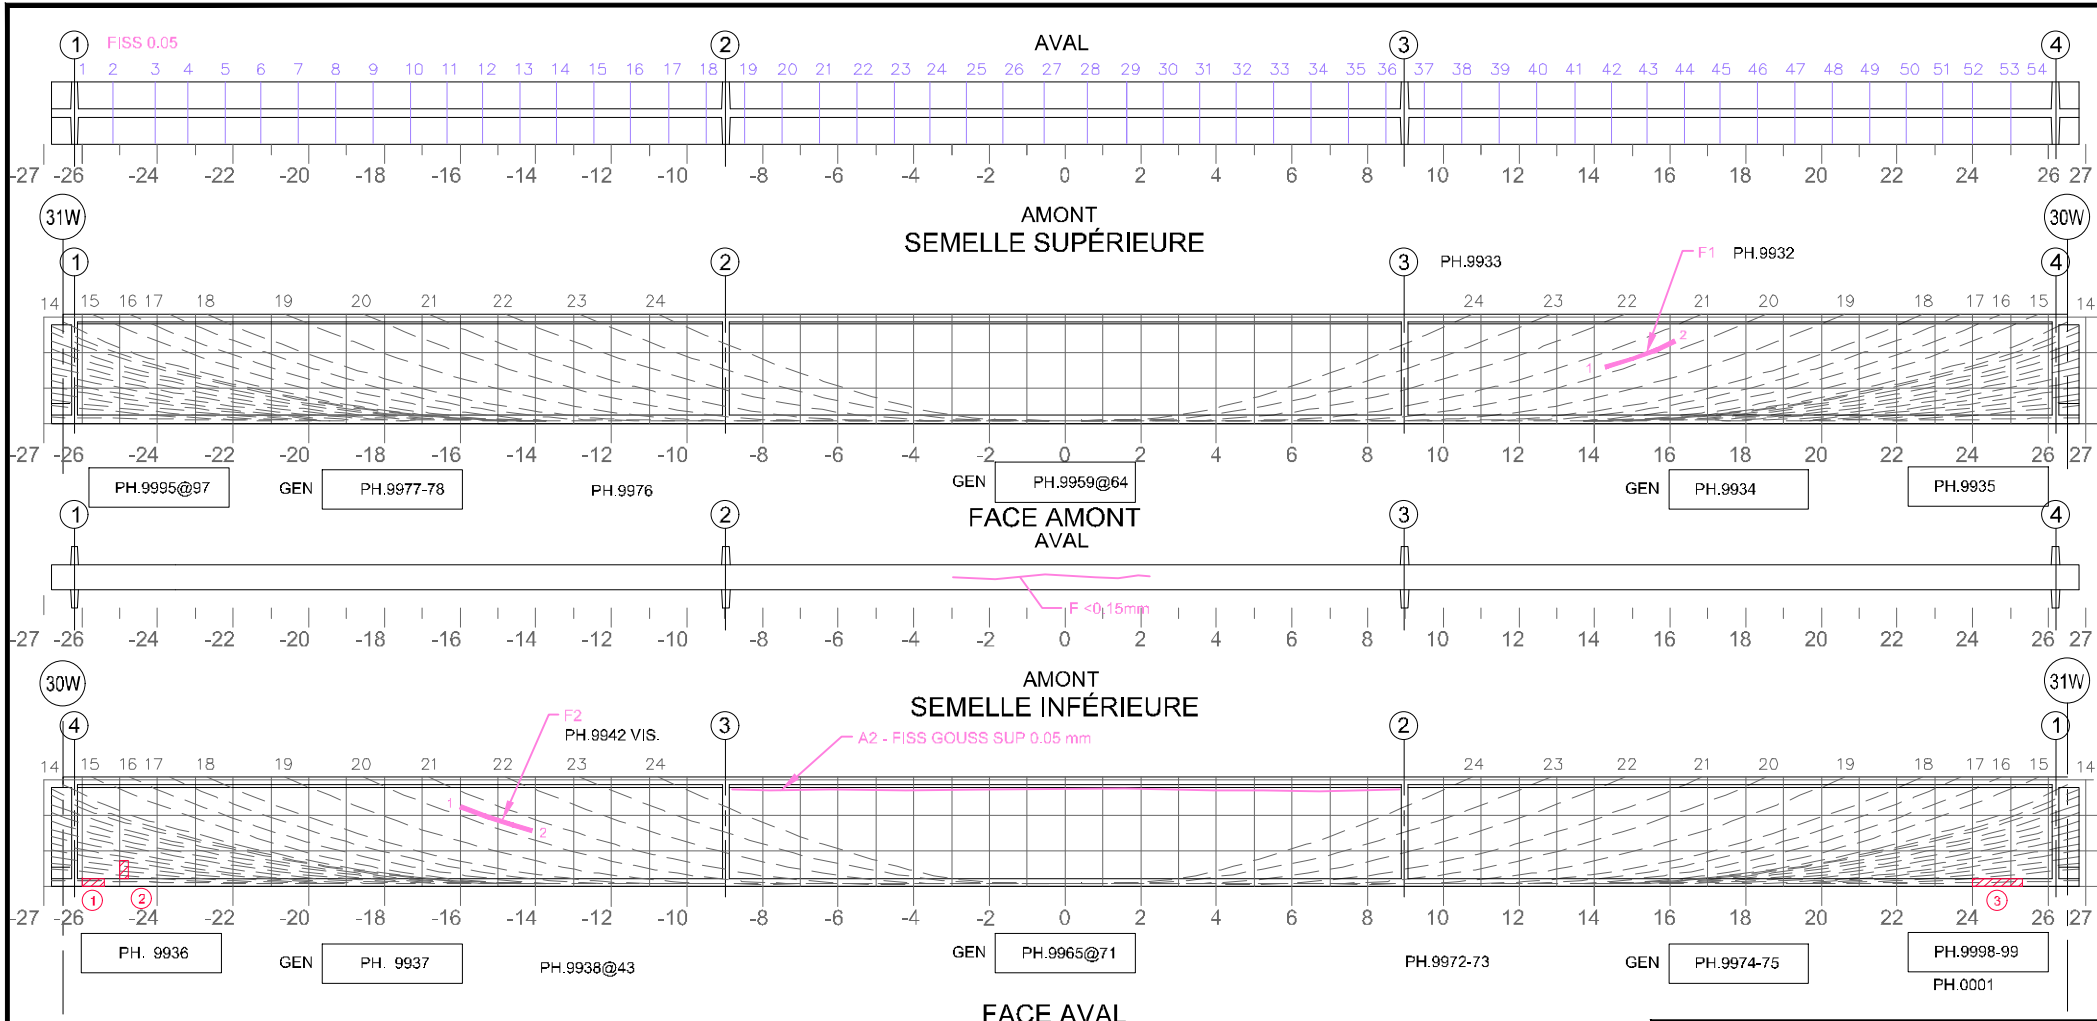 1 FISS 0.05 2 AVAL 3 4
1 2 3 4 5 6 7 8 9 10 11 12 13 14 15 16 17 18 19 20 21 22 23 24 25 26 27 28 29 30 31 32 33 34 35 36 37 38 39 40 41 42 43 44 45 46 47 48 49 50 51 52 53 54
-27 -26 -24 -22 -20 -18 -16 -14 -12 -10 -8 -6 -4 -2 0 2 4 6 8 10 12 14 16 18 20 22 24 26 27
31W AMONT 30W
SEMELLE SUPÉRIEURE
1 2 3 PH.9933 F1 PH.9932 4
14 15 16 17 18 19 20 21 22 23 24 24 23 22 21 20 19 18 17 16 15 14
1 2
-27 -26 -24 -22 -20 -18 -16 -14 -12 -10 -8 -6 -4 -2 0 2 4 6 8 10 12 14 16 18 20 22 24 26 27
PH.9995@97 GEN PH.9977-78 PH.9976 GEN PH.9959@64 GEN PH.9934 PH.9935
1 2 FACE AMONT 3 4
AVAL
F <0.15mm
-27 -26 -24 -22 -20 -18 -16 -14 -12 -10 -8 -6 -4 -2 0 2 4 6 8 10 12 14 16 18 20 22 24 26 27
30W AMONT 31W
SEMELLE INFÉRIEURE
4 F2 3 2 1
PH.9942 VIS. A2 - FISS GOUSS SUP 0.05 mm
14 15 16 17 18 19 20 21 22 23 24 24 23 22 21 20 19 18 17 16 15 14
1 2
1 2 3
-27 -26 -24 -22 -20 -18 -16 -14 -12 -10 -8 -6 -4 -2 0 2 4 6 8 10 12 14 16 18 20 22 24 26 27
PH. 9936 GEN PH. 9937 PH.9938@43 GEN PH.9965@71 PH.9972-73 GEN PH.9974-75 PH.9998-99
PH.0001
FACE AVAL